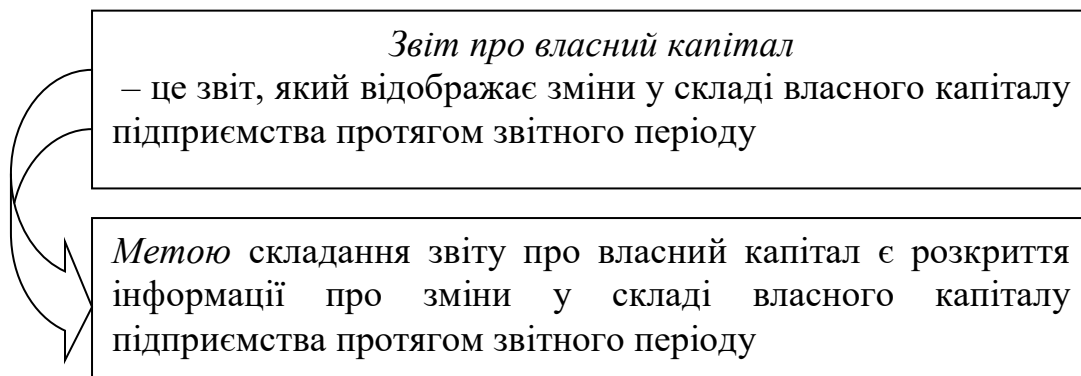 Звіт про власний капітал
– це звіт, який відображає зміни у складі власного капіталу
підприємства протягом звітного періоду
Метою складання звіту про власний капітал є розкриття
інформації про зміни у складі власного капіталу
підприємства протягом звітного періоду